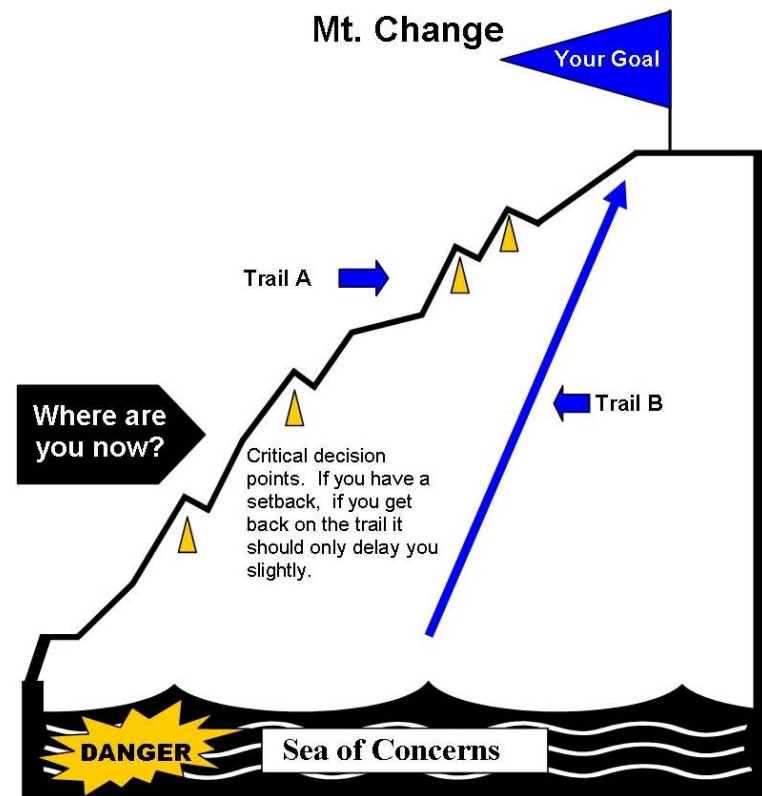 Mt. Change
Your Goal
Trail A
Trail B
Where are
you now?
Critical decision
points.  If you have a
setback,  if you get
back on the trail it
should only delay you
slightly.
DANGER
Sea of Concerns